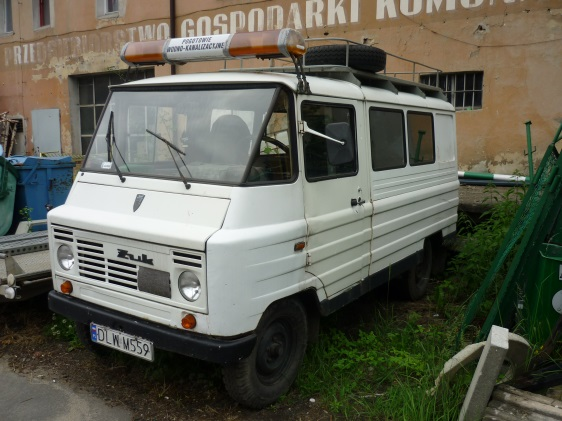 PRZEDSIĘBIORSTWO GOSPODARKI KOMUN
POGOTOWIE
WODNO-KANALIZACYJNE
Żuk
DLW M559